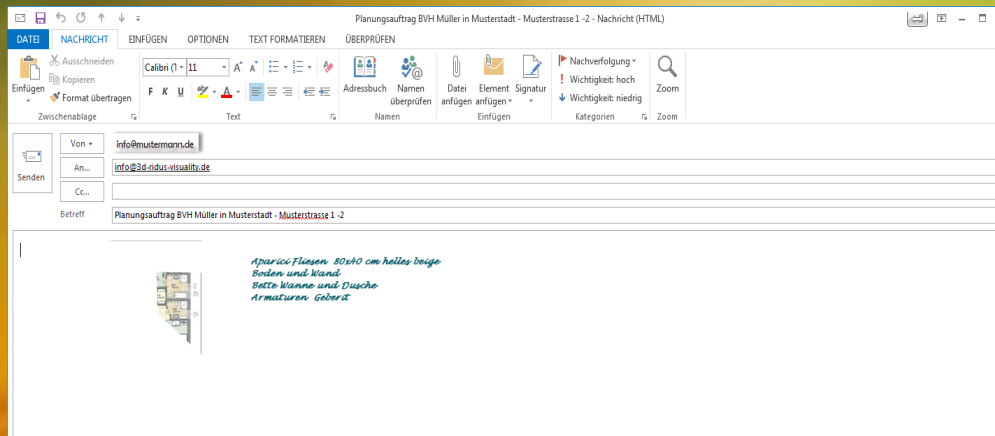 Planungsauftrag BVH Müller in Musterstadt - Musterstrasse 1 -2 - Nachricht (HTML)
DATEI NACHRICHT EINFÜGEN OPTIONEN TEXT FORMATIEREN ÜBERPRÜFEN
Einfügen
Ausschneiden
Kopieren
Format übertragen
Zwischenablage
Calibri (T 11
F K U
Text
Adressbuch
Namen überprüfen
Namen
Datei anfügen
Element anfügen
Signatur
Einfügen
Nachverfolgung
Wichtigkeit: hoch
Wichtigkeit: niedrig
Kategorien
Zoom
Zoom
Senden
Von info@mustermann.de
An... info@3d-ridus-visuality.de
Cc...
Betreff Planungsauftrag BVH Müller in Musterstadt - Musterstrasse 1 -2
Aparici Fliesen 80x40 cm helles beige
Boden und Wand
Bette Wanne und Dusche
Armaturen Geberit